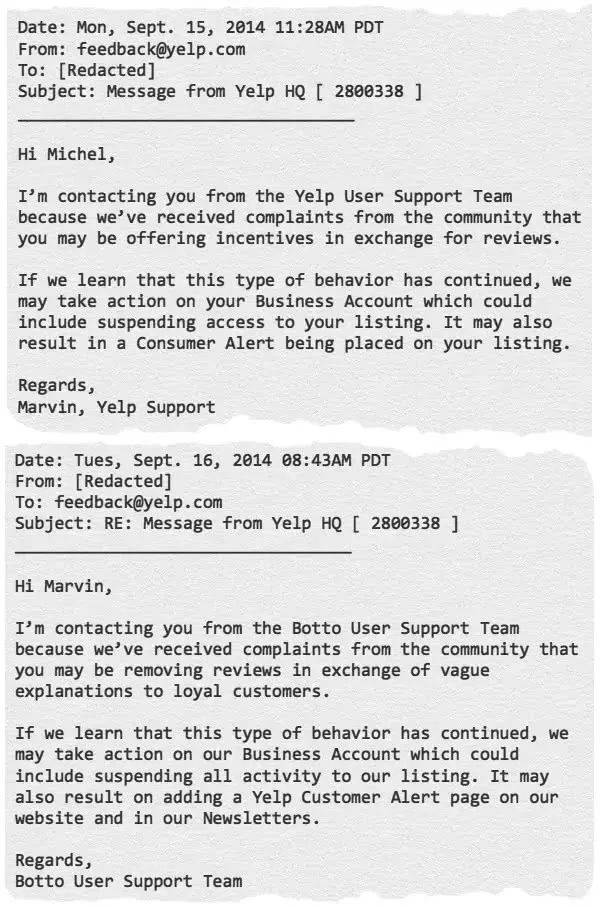 Date: Mon, Sept. 15, 2014 11:28AM PDT
From: feedback@yelp.com
To: [Redacted]
Subject: Message from Yelp HQ [ 2800338 ]
Hi Michel,
I’m contacting you from the Yelp User Support Team
because we’ve received complaints from the community that
you may be offering incentives in exchange for reviews.
If we learn that this type of behavior has continued, we
may take action on your Business Account which could
include suspending access to your listing. It may also
result in a Consumer Alert being placed on your listing.
Regards,
Marvin, Yelp Support
Date: Tues, Sept. 16, 2014 08:43AM PDT
From: [Redacted]
To: feedback@yelp.com
Subject: RE: Message from Yelp HQ [ 2800338 ]
Hi Marvin,
I’m contacting you from the Botto User Support Team
because we’ve received complaints from the community that
you may be removing reviews in exchange of vague
explanations to loyal customers.
If we learn that this type of behavior has continued, we
may take action on our Business Account which could
include suspending all activity to our listing. It may
also result on adding a Yelp Customer Alert page on our
website and in our Newsletters.
Regards,
Botto User Support Team